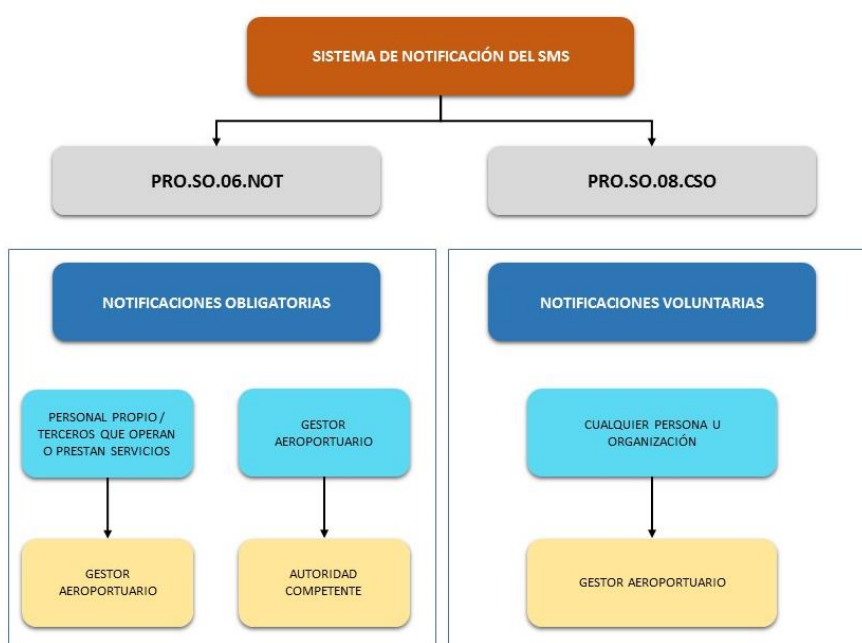 SISTEMA DE NOTIFICACIÓN DEL SMS
PRO.SO.06.NOT
PRO.SO.08.CSO
NOTIFICACIONES OBLIGATORIAS
NOTIFICACIONES VOLUNTARIAS
PERSONAL PROPIO /
TERCEROS QUE OPERAN
O PRESTAN SERVICIOS
GESTOR
AEROPORTUARIO
CUALQUIER PERSONA U
ORGANIZACIÓN
GESTOR
AEROPORTUARIO
AUTORIDAD
COMPETENTE
GESTOR AEROPORTUARIO